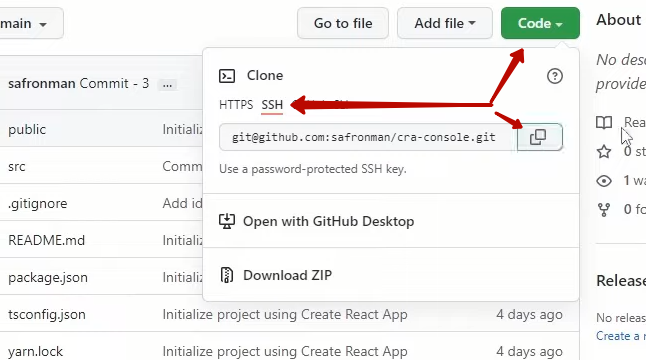 main
Go to file
Add file
Code
About
safronman Commit - 3 ...
No des
provide
Clone
HTTPS SSH
public
Initializ
Rea
git@github.com:safronman/cra-console.git
src
Comm
0 st
Use a password-protected SSH key.
.gitignore
Add id
1 wa
Open with GitHub Desktop
0 fo
README.md
Initializ
package.json
Initializ
Download ZIP
Release
tsconfig.json
Initialize project using Create React App
4 days ago
No releas
yarn.lock
Initialize project using Create React App
4 days ago
Create a n